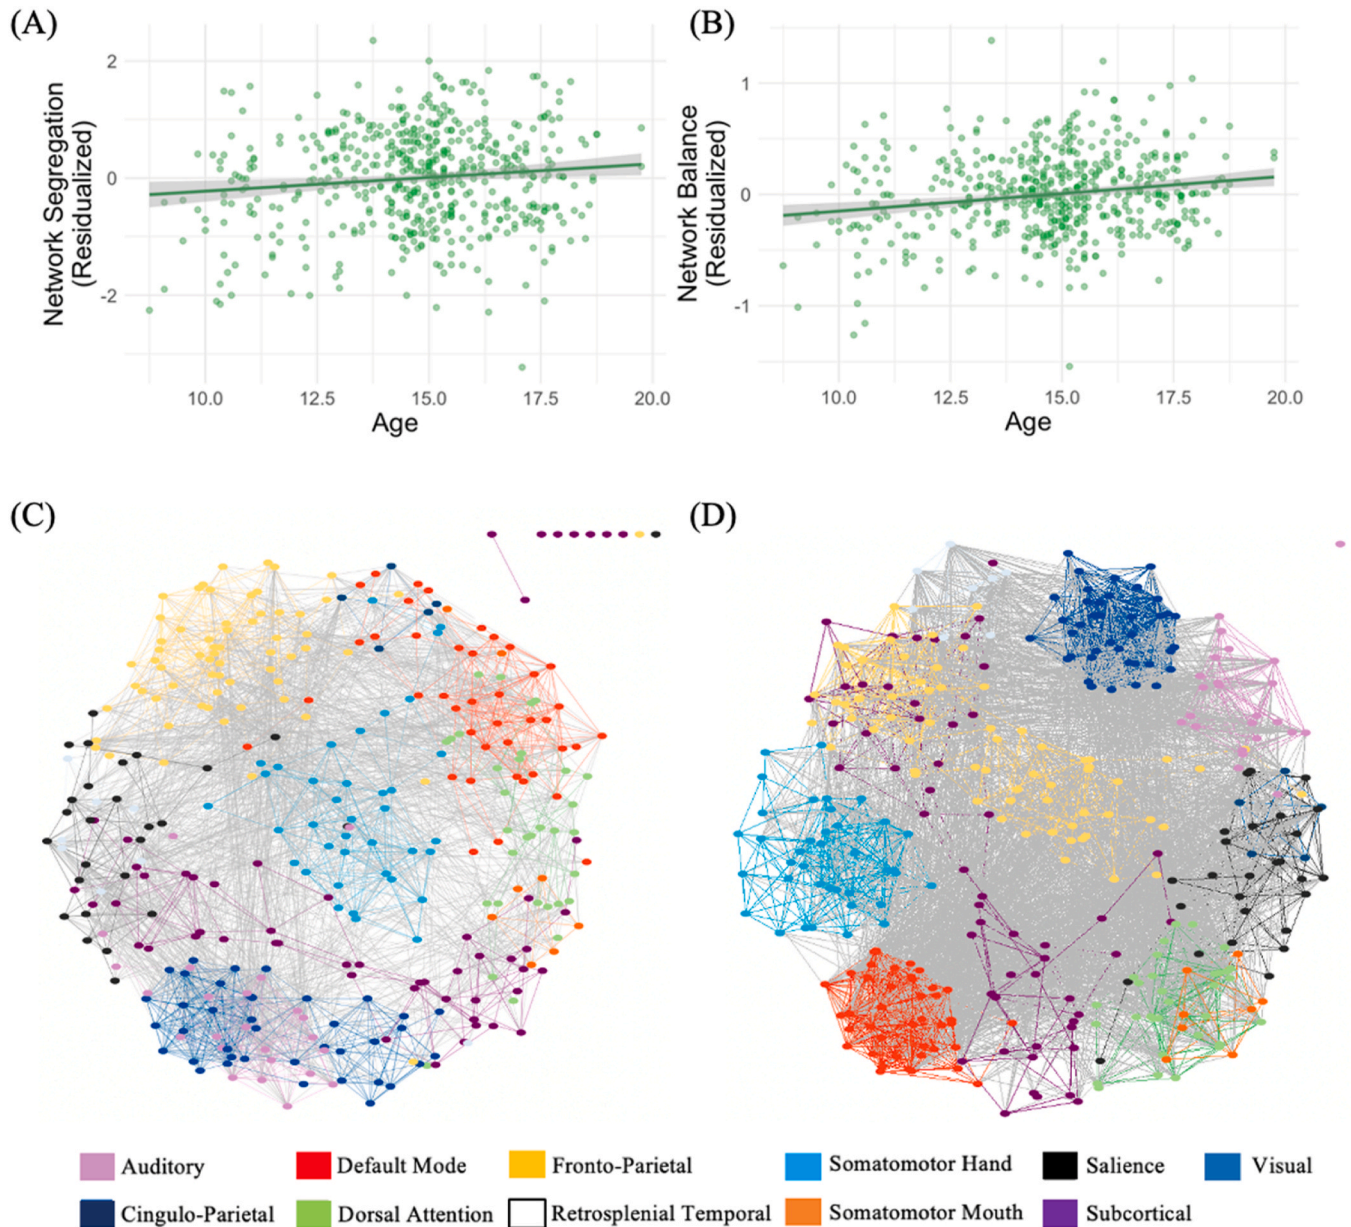 (A)
(B)
Network Segregation
(Residualized)
2
0
-2
10.0 12.5 15.0 17.5 20.0
Age
Network Balance
(Residualized)
1
0
-1
10.0 12.5 15.0 17.5 20.0
Age
(C)
(D)
Auditory Default Mode Fronto-Parietal Somatomotor Hand Salience Visual
Cingulo-Parietal Dorsal Attention Retrosplenial Temporal Somatomotor Mouth Subcortical